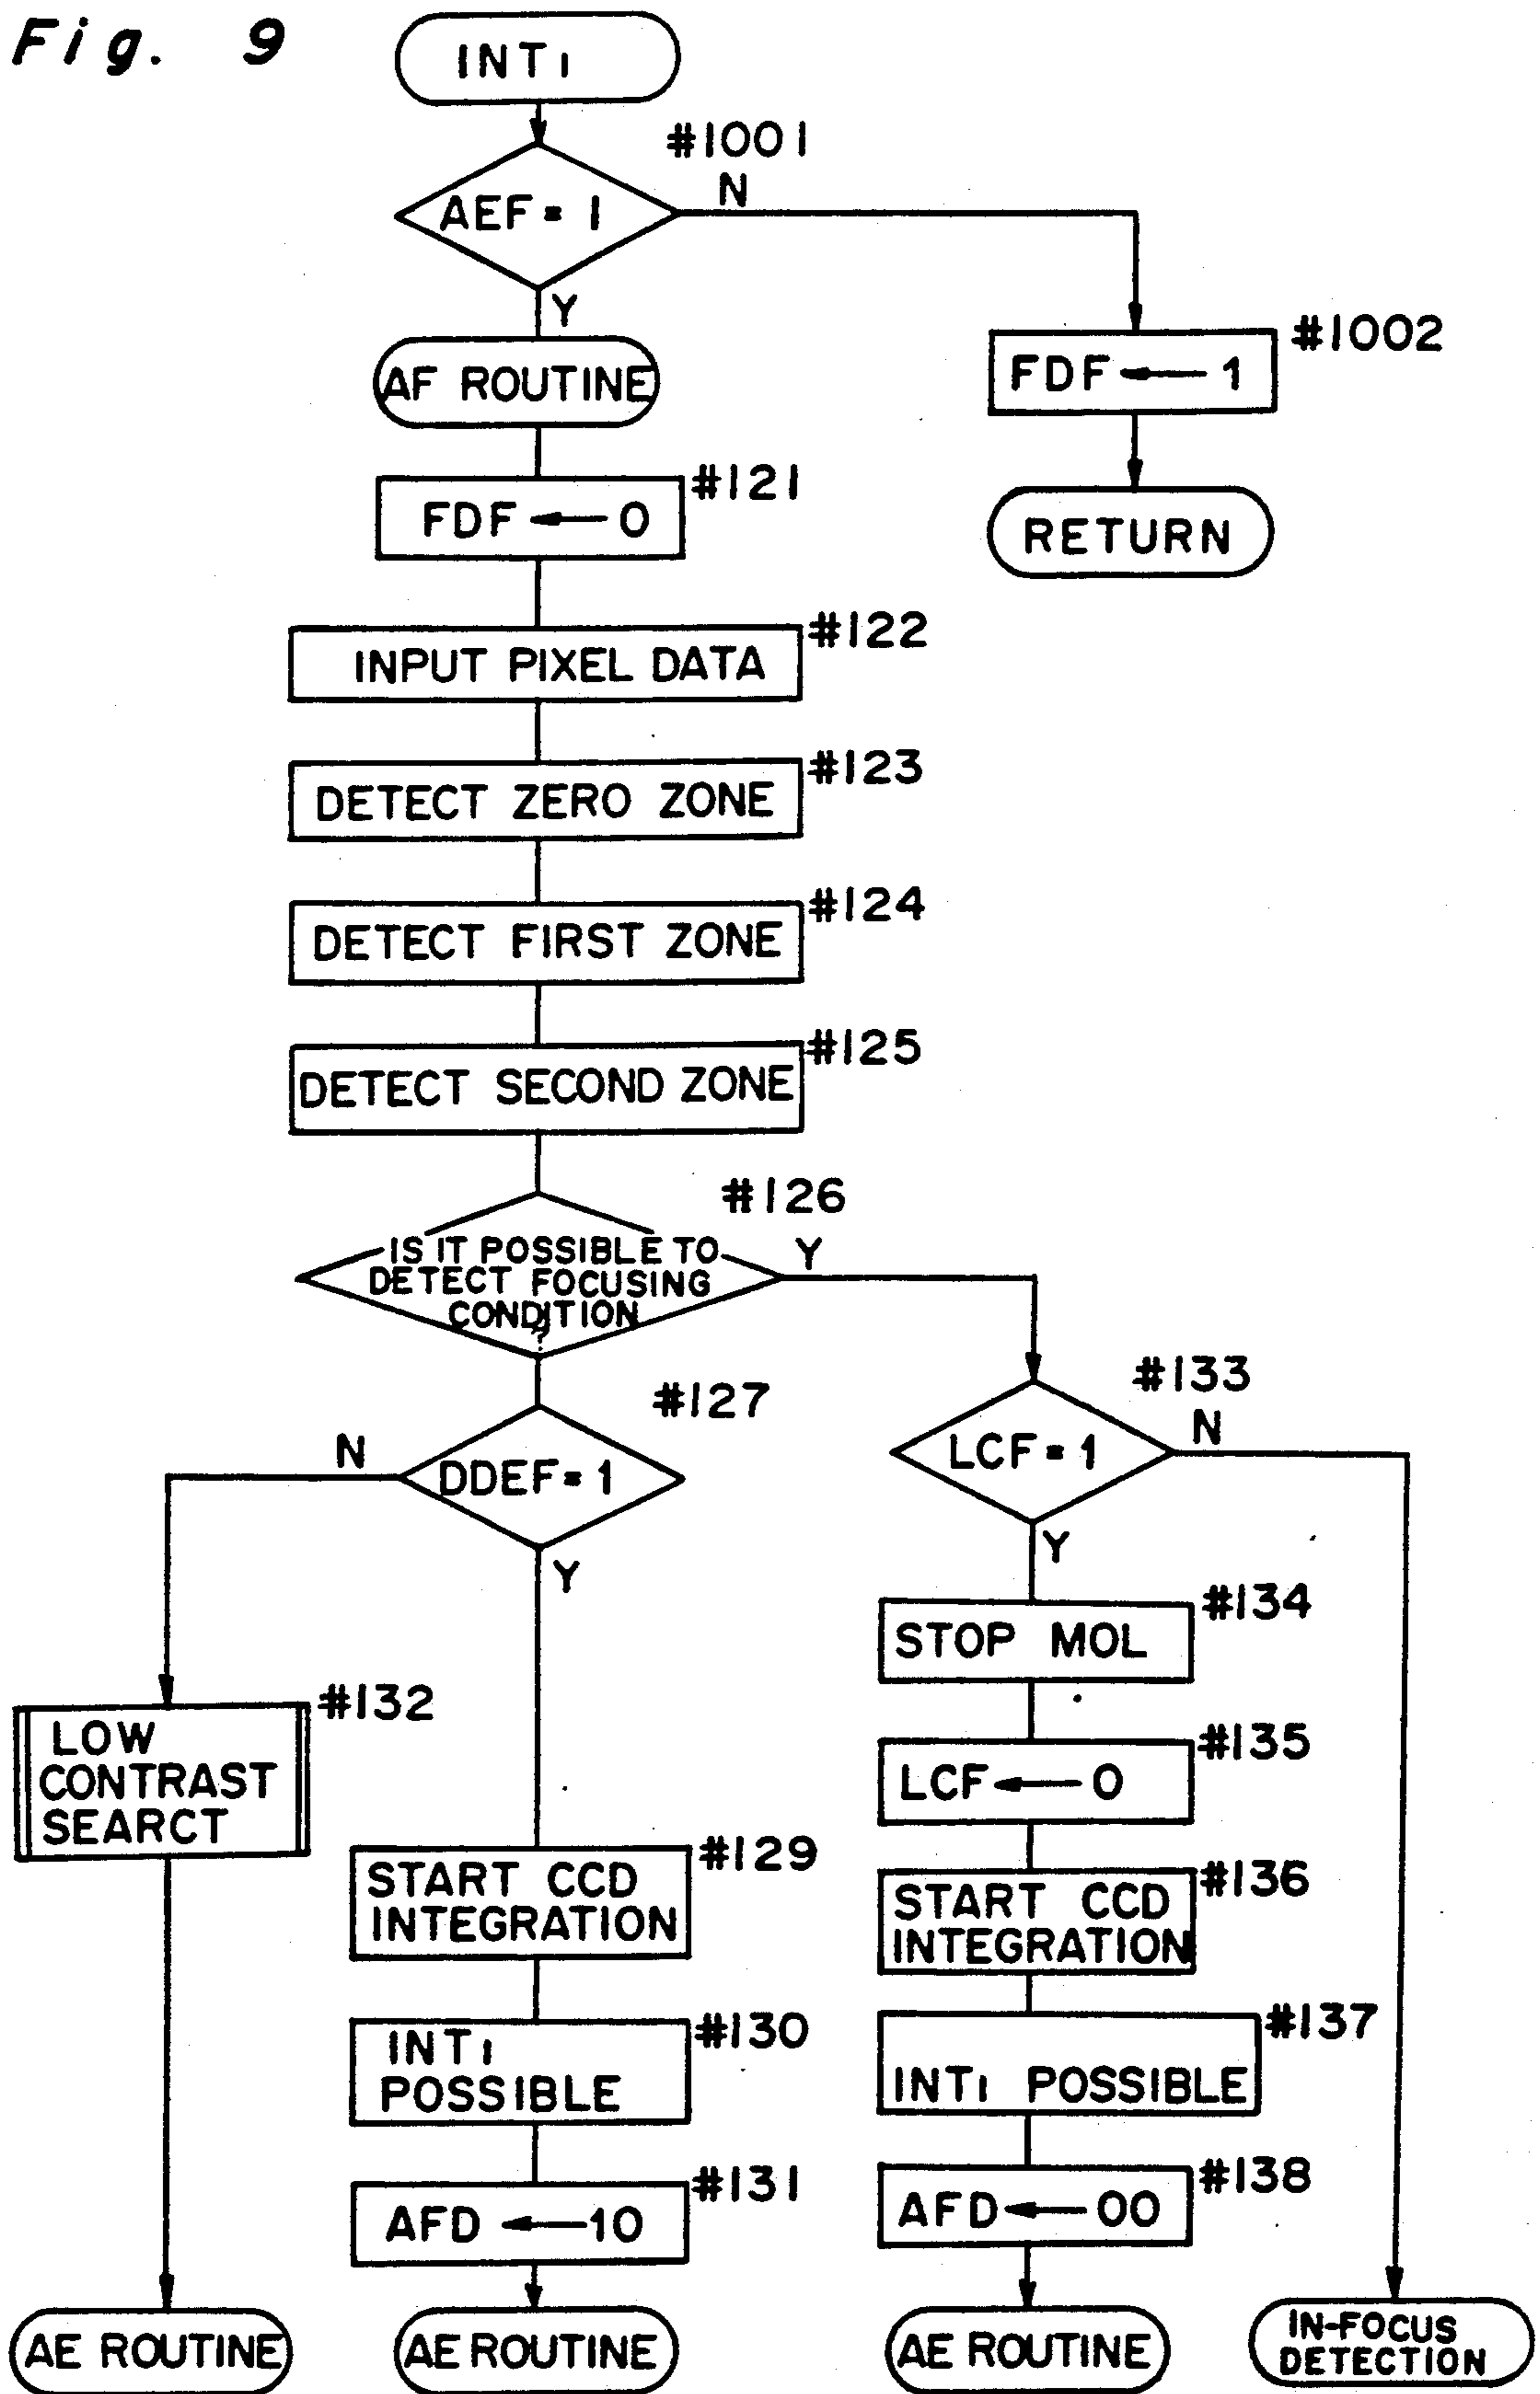 Fig. 9
INT1
#1001
AEF = 1
N
Y
AF ROUTINE
#1002
FDF ← 1
RETURN
#121
FDF ← 0
#122
INPUT PIXEL DATA
#123
DETECT ZERO ZONE
#124
DETECT FIRST ZONE
#125
DETECT SECOND ZONE
#126
IS IT POSSIBLE TO
DETECT FOCUSING
CONDITION
?
Y
#127
DDEF = 1
N
Y
#133
LCF = 1
N
Y
#134
STOP MOL
#135
LCF ← 0
#132
LOW
CONTRAST
SEARCT
#129
START CCD
INTEGRATION
#136
START CCD
INTEGRATION
#130
INT1
POSSIBLE
#137
INT1 POSSIBLE
#131
AFD ← 10
#138
AFD ← 00
AE ROUTINE
AE ROUTINE
AE ROUTINE
IN-FOCUS
DETECTION